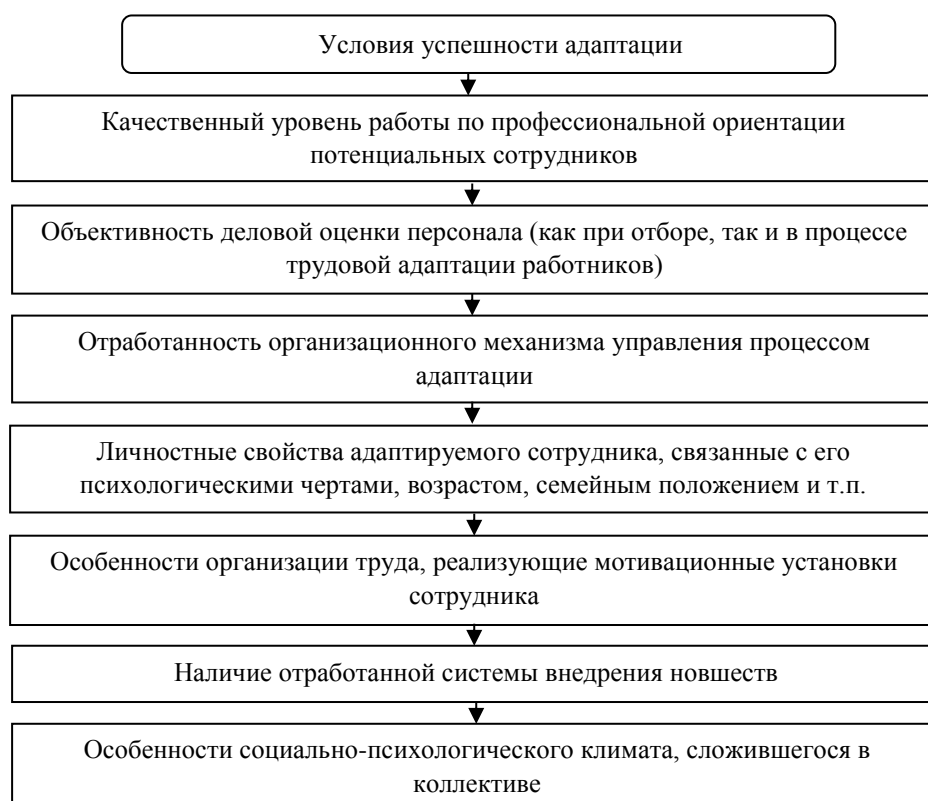 Условия успешности адаптации
Качественный уровень работы по профессиональной ориентации
потенциальных сотрудников
Объективность деловой оценки персонала (как при отборе, так и в процессе
трудовой адаптации работников)
Отработанность организационного механизма управления процессом
адаптации
Личностные свойства адаптируемого сотрудника, связанные с его
психологическими чертами, возрастом, семейным положением и т.п.
Особенности организации труда, реализующие мотивационные установки
сотрудника
Наличие отработанной системы внедрения новшеств
Особенности социально-психологического климата, сложившегося в
коллективе